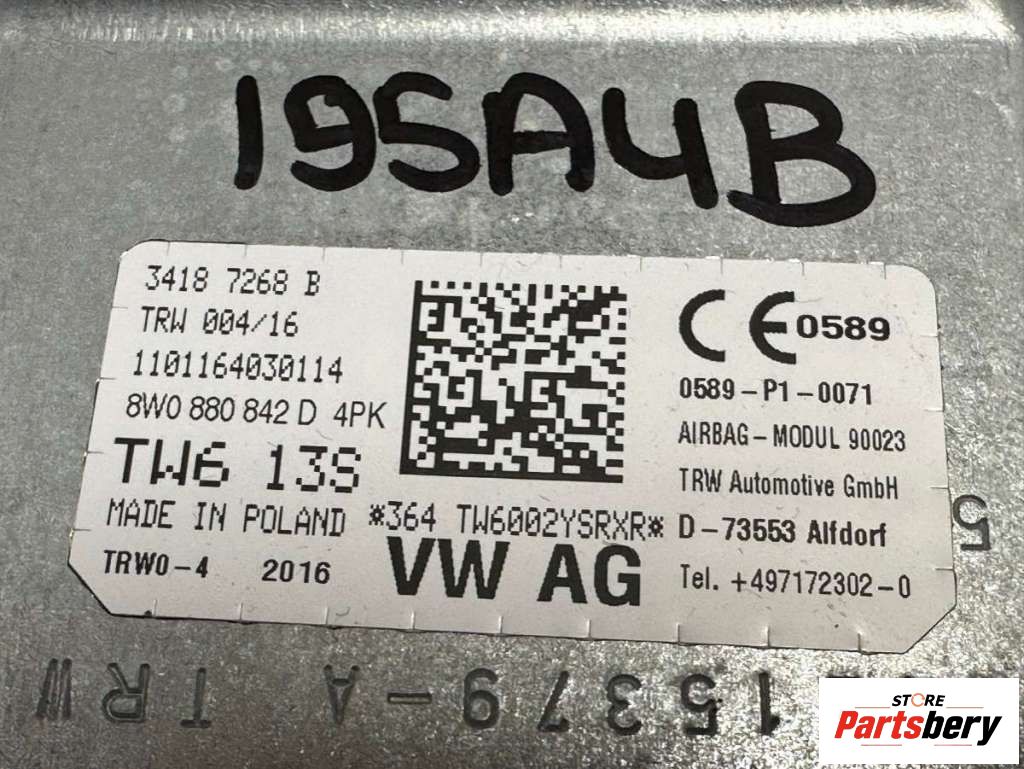 195A4B
3418 7268 B
TRW 004/16
1101164030114
8W0 880 842 D 4PK
TW6 13S
MADE IN POLAND *364 TW6002YSRXR*
TRW0-4 2016 VW AG
CE 0589
0589-P1-0071
AIRBAG-MODUL 90023
TRW Automotive GmbH
D-73553 Alfdorf
Tel. +497172302-0
5
15379-A TRW
STORE
Partsbery